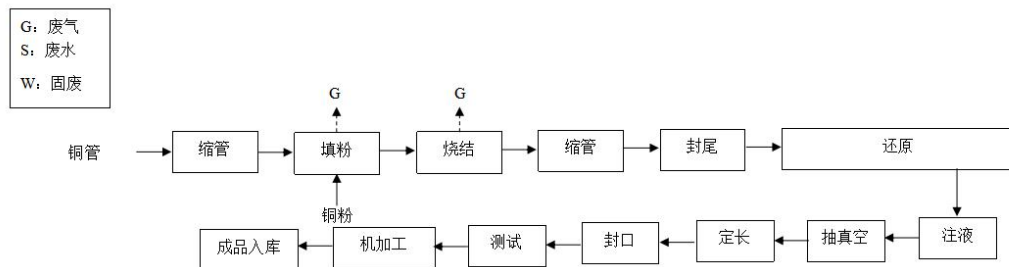 G：废气
S：废水
W：固废
G
G
铜管
缩管
填粉
烧结
缩管
封尾
还原
铜粉
成品入库
机加工
测试
封口
定长
抽真空
注液